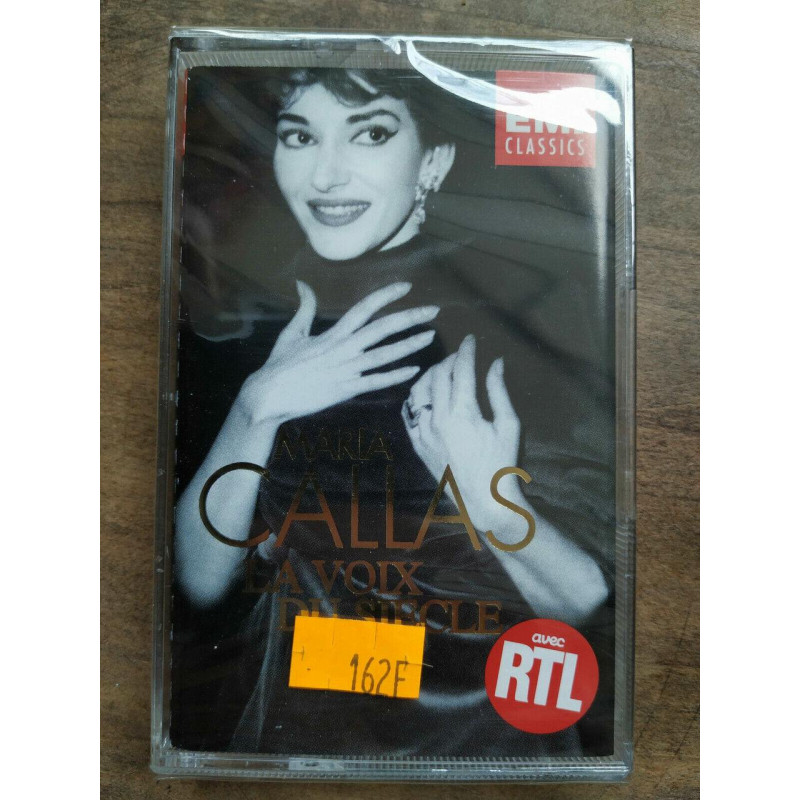 EMI
CLASSICS
MARIA
CALLAS
LA VOIX
DU SIÈCLE
162F
avec
RTL